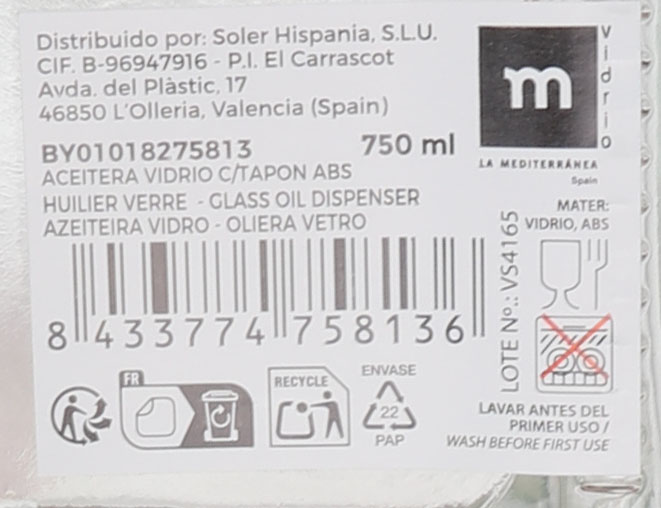 Distribuido por: Soler Hispania, S.L.U.
CIF. B-96947916 - P.I. El Carrascot
Avda. del Plàstic, 17
46850 L'Olleria, Valencia (Spain)
BY01018275813 750 ml
ACEITERA VIDRIO C/TAPON ABS
HUILIER VERRE - GLASS OIL DISPENSER
AZEITEIRA VIDRO - OLIERA VETRO
8 433774 758136
m
Vidrio
LA MEDITERRÁNEA
Spain
MATER:
VIDRIO, ABS
LOTE Nº.: VS4165
FR
RECYCLE
ENVASE
22
PAP
LAVAR ANTES DEL
PRIMER USO /
WASH BEFORE FIRST USE